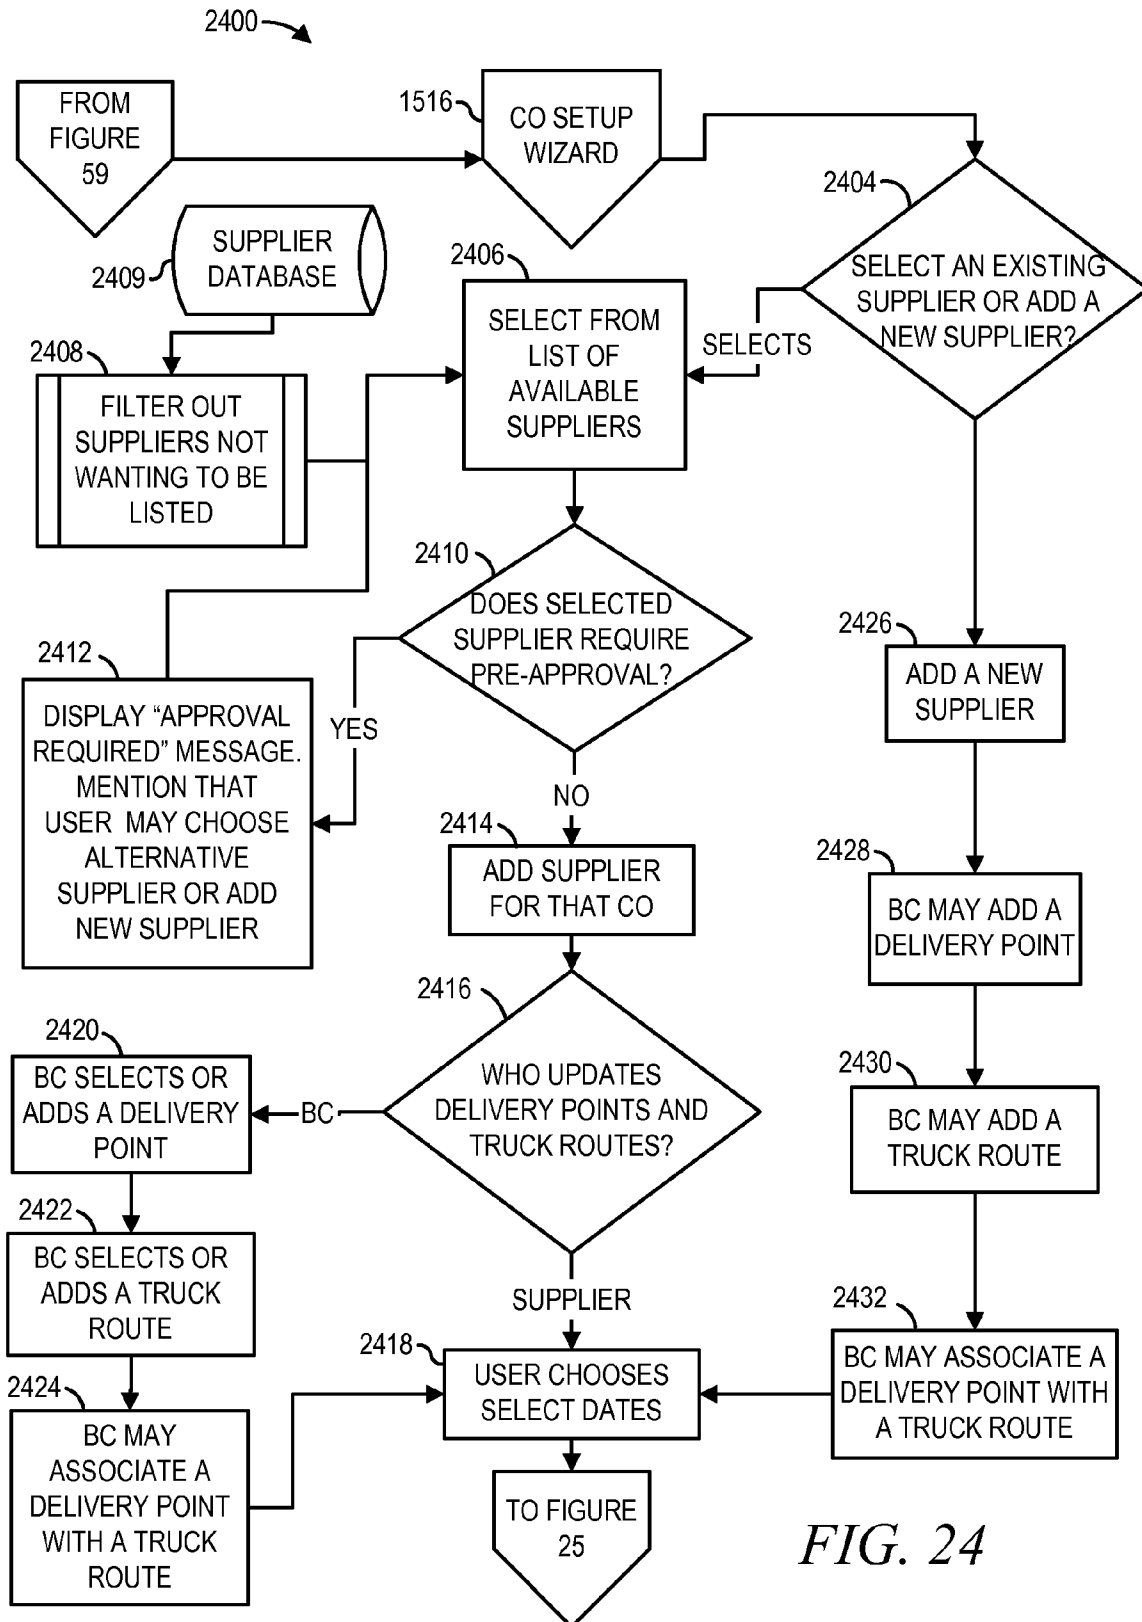 2400
FROM
FIGURE
59
1516
CO SETUP
WIZARD
2404
SELECT AN EXISTING
SUPPLIER OR ADD A
NEW SUPPLIER?
2409
SUPPLIER
DATABASE
2406
SELECT FROM
LIST OF
AVAILABLE
SUPPLIERS
SELECTS
2408
FILTER OUT
SUPPLIERS NOT
WANTING TO BE
LISTED
2410
DOES SELECTED
SUPPLIER REQUIRE
PRE-APPROVAL?
2412
DISPLAY “APPROVAL
REQUIRED” MESSAGE.
MENTION THAT
USER MAY CHOOSE
ALTERNATIVE
SUPPLIER OR ADD
NEW SUPPLIER
YES
NO
2426
ADD A NEW
SUPPLIER
2414
ADD SUPPLIER
FOR THAT CO
2428
BC MAY ADD A
DELIVERY POINT
2416
WHO UPDATES
DELIVERY POINTS AND
TRUCK ROUTES?
BC
2420
BC SELECTS OR
ADDS A DELIVERY
POINT
2430
BC MAY ADD A
TRUCK ROUTE
2422
BC SELECTS OR
ADDS A TRUCK
ROUTE
SUPPLIER
2418
USER CHOOSES
SELECT DATES
2432
BC MAY ASSOCIATE A
DELIVERY POINT WITH
A TRUCK ROUTE
2424
BC MAY
ASSOCIATE A
DELIVERY POINT
WITH A TRUCK
ROUTE
TO FIGURE
25
FIG. 24